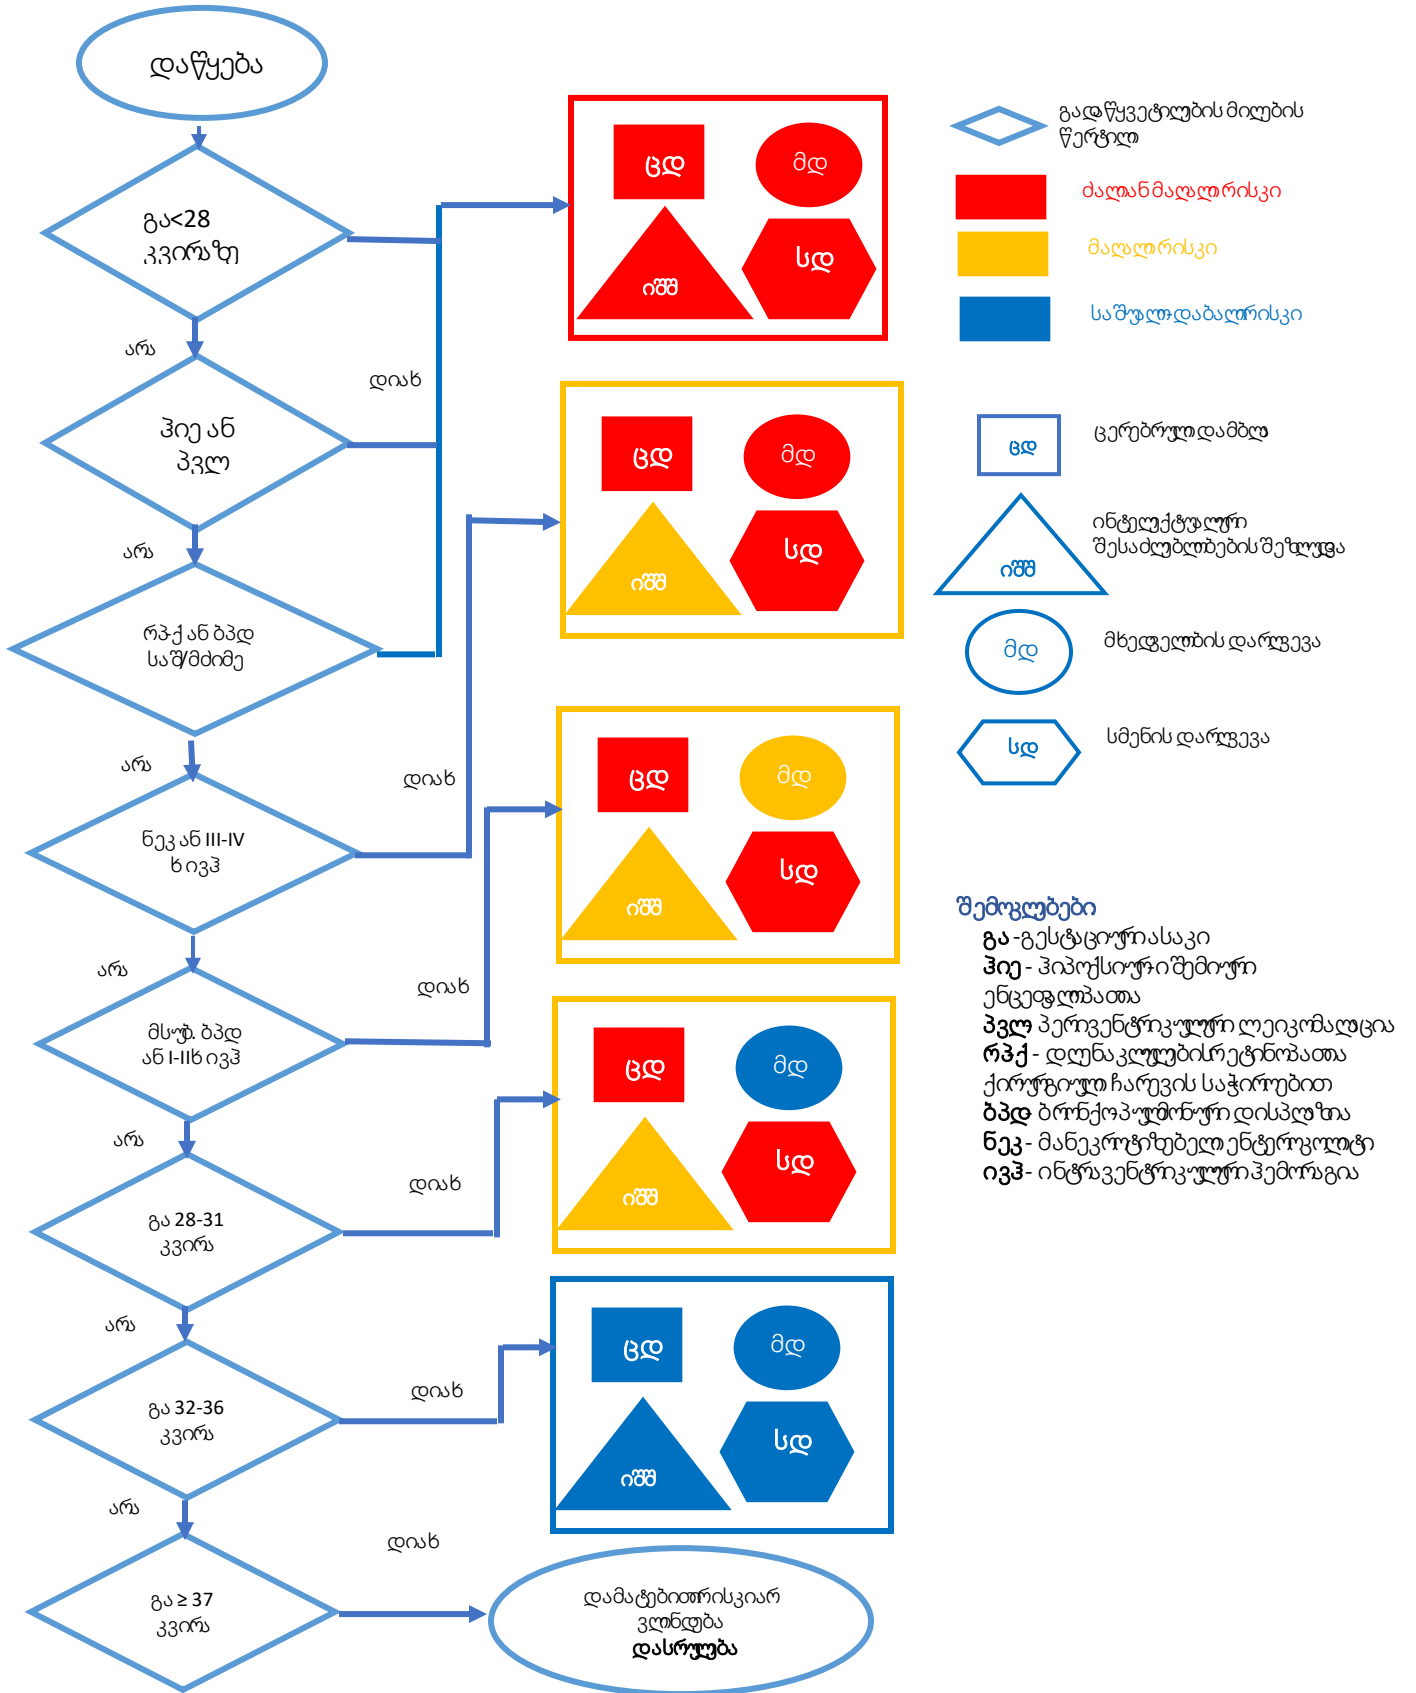 დაწყება
გა<28
კვირაზე
არა
დიახ
ჰიე ან
პვლ
არა
რპ-ქ ან ბპდ
საშ/მძიმე
არა
დიახ
ნეკ ან III-IV
ხ ივჰ
არა
დიახ
მსუბ. ბპდ
ან I-IIხ ივჰ
არა
დიახ
გა 28-31
კვირა
არა
დიახ
გა 32-36
კვირა
არა
დიახ
გა ≥ 37
კვირა
ცდ
მდ
იშშ
სდ
ცდ
მდ
იშშ
სდ
ცდ
მდ
იშშ
სდ
ცდ
მდ
იშშ
სდ
ცდ
მდ
იშშ
სდ
დამატებითი რისკი არ
ვლინდება
დასრულება
გადაწყვეტილების მიღების
წერტილი
ძალიან მაღალი რისკი
მაღალი რისკი
საშუალო-დაბალი რისკი
ცდ
ცერებრული დამბლა
იშშ
ინტელექტუალური
შესაძლებლობების შეზღუდვა
მდ
მხედველობის დარღვევა
სდ
სმენის დარღვევა
შემოკლებები
გა -გესტაციური ასაკი
ჰიე - ჰიპოქსიურ-იშემიური
ენცეფალოპათია
პვლ- პერივენტრიკულური ლეიკომალაცია
რპ-ქ - დღენაკლულების რეტინოპათია
ქირურგიული ჩარევის საჭიროებით
ბპდ- ბრონქო-პულმონური დისპლაზია
ნეკ - მანეკროტიზებელი ენტეროკოლიტი
ივჰ - ინტრავენტრიკულური ჰემორაგია